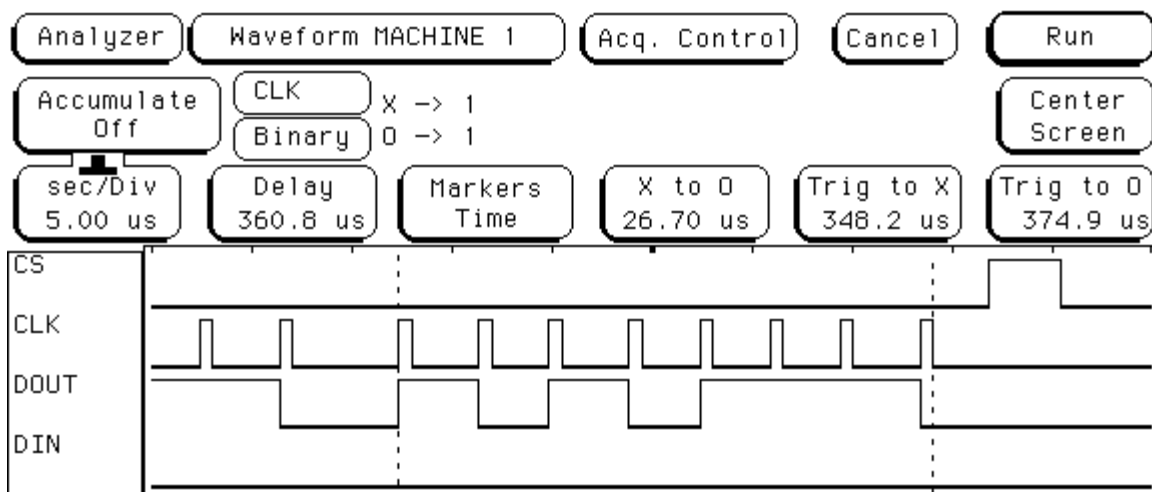 Analyzer Waveform MACHINE 1 Acq. Control Cancel Run
Accumulate Off CLK X -> 1 Center Screen
Binary O -> 1
sec/Div Delay Markers X to O Trig to X Trig to O
5.00 us 360.8 us Time 26.70 us 348.2 us 374.9 us
CS
CLK
DOUT
DIN